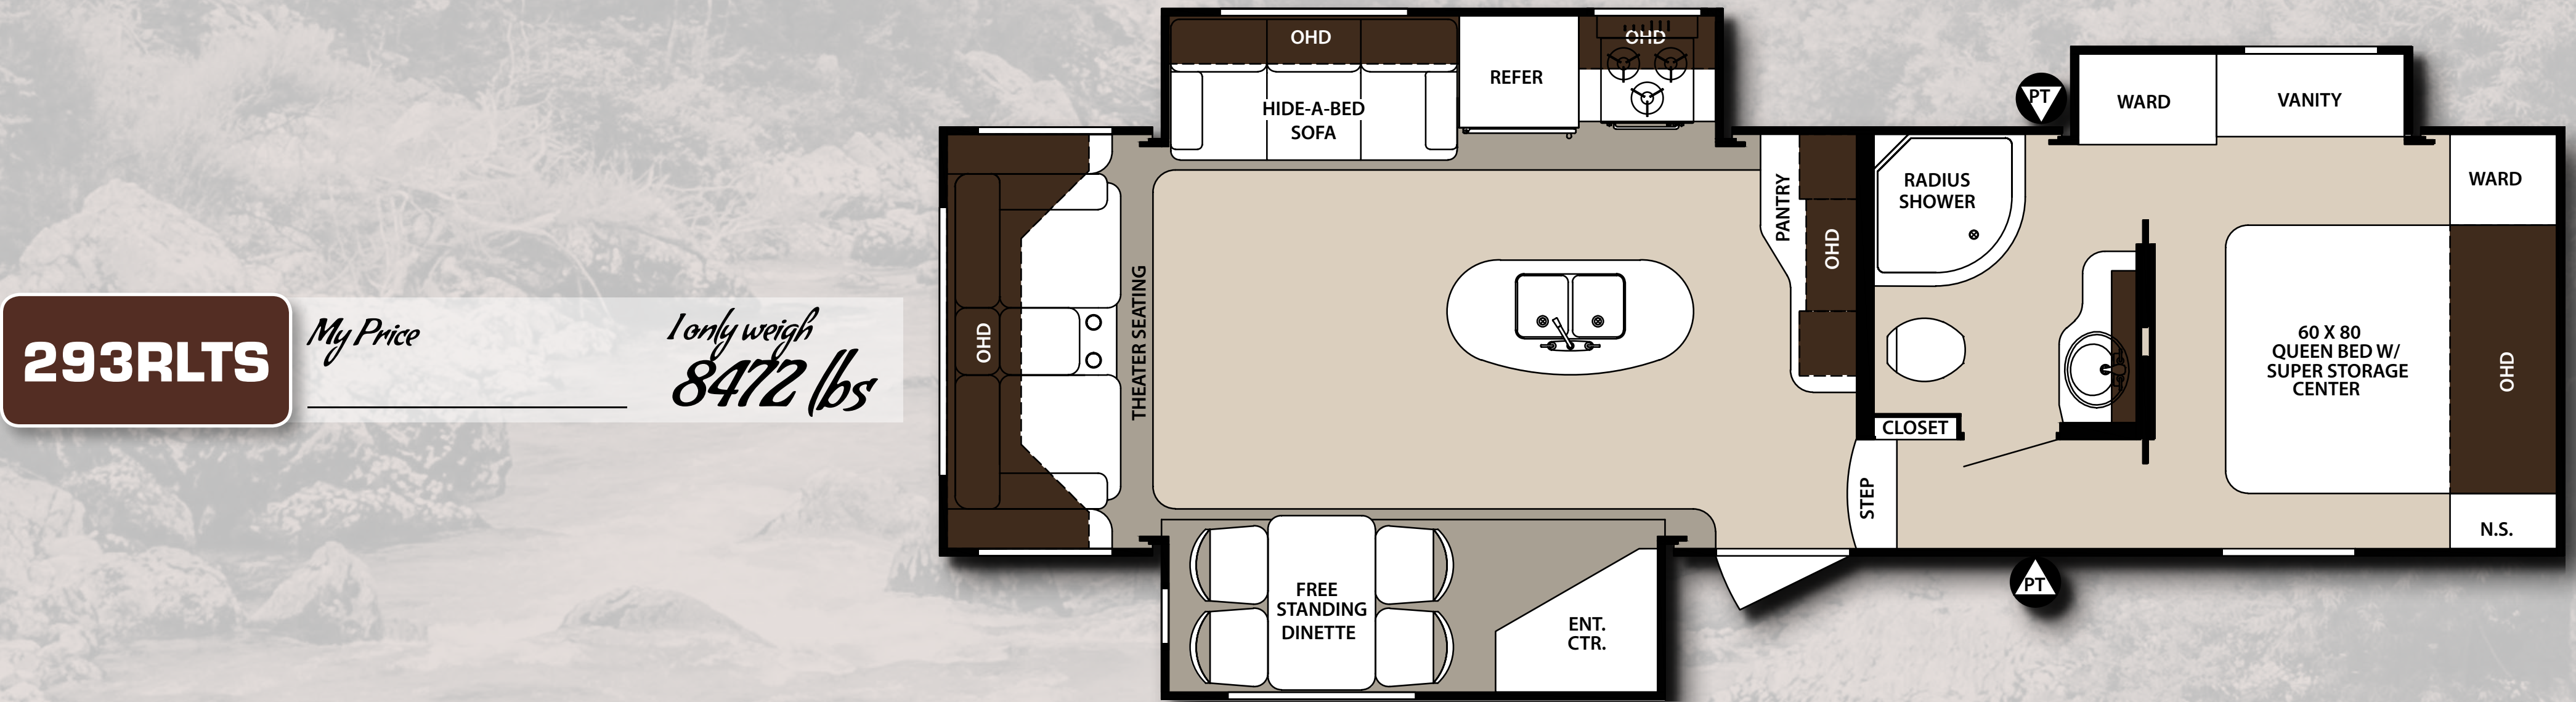 293RLTS
My Price
I only weigh
8472 lbs
OHD
THEATER SEATING
OHD
HIDE-A-BED
SOFA
REFER
OHD
PANTRY
OHD
FREE
STANDING
DINETTE
ENT.
CTR.
RADIUS
SHOWER
CLOSET
STEP
PT
PT
WARD
VANITY
WARD
60 X 80
QUEEN BED W/
SUPER STORAGE
CENTER
OHD
N.S.